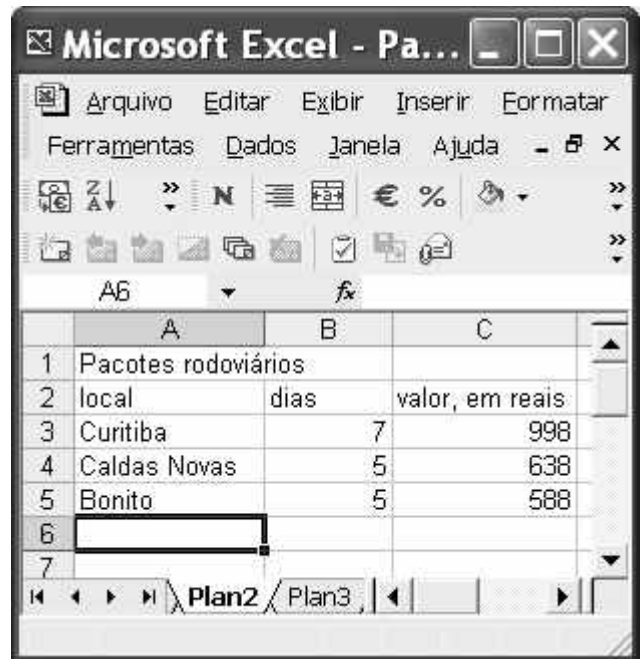 Microsoft Excel - Pa...
Arquivo Editar Exibir Inserir Formatar
Ferramentas Dados Janela Ajuda
N € %
A6 fx
A B C
1 Pacotes rodoviários
2 local dias valor, em reais
3 Curitiba 7 998
4 Caldas Novas 5 638
5 Bonito 5 588
6
7
Plan2 Plan3